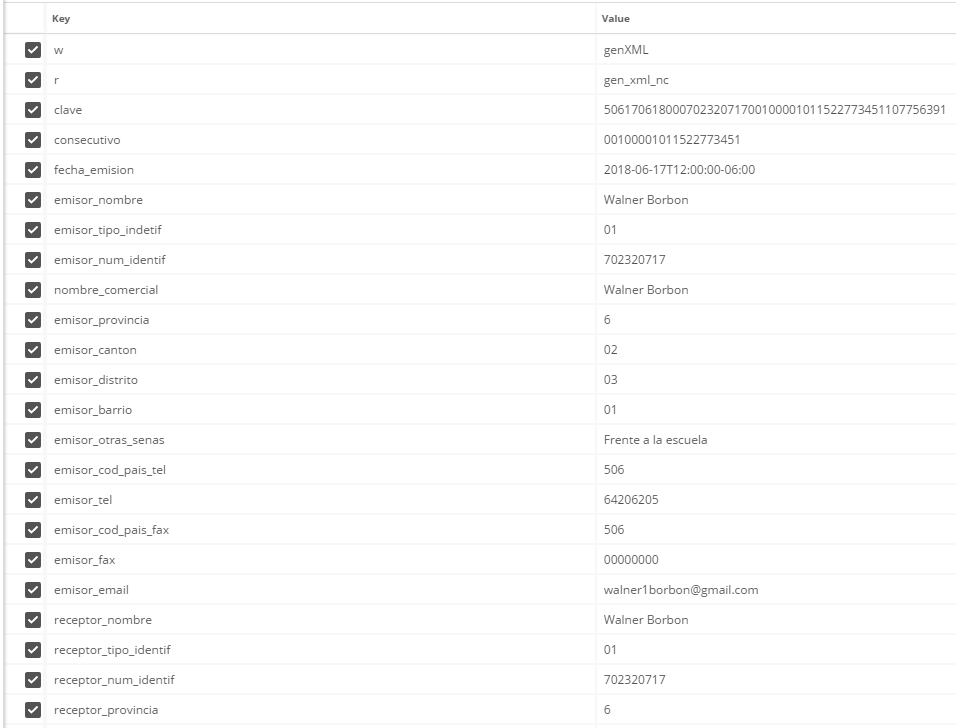 Key Value
w genXML
r gen_xml_nc
clave 50617061800070232071700100001011522773451107756391
consecutivo 00100001011522773451
fecha_emision 2018-06-17T12:00:00-06:00
emisor_nombre Walner Borbon
emisor_tipo_indetif 01
emisor_num_identif 702320717
nombre_comercial Walner Borbon
emisor_provincia 6
emisor_canton 02
emisor_distrito 03
emisor_barrio 01
emisor_otras_senas Frente a la escuela
emisor_cod_pais_tel 506
emisor_tel 64206205
emisor_cod_pais_fax 506
emisor_fax 00000000
emisor_email walner1borbon@gmail.com
receptor_nombre Walner Borbon
receptor_tipo_identif 01
receptor_num_identif 702320717
receptor_provincia 6